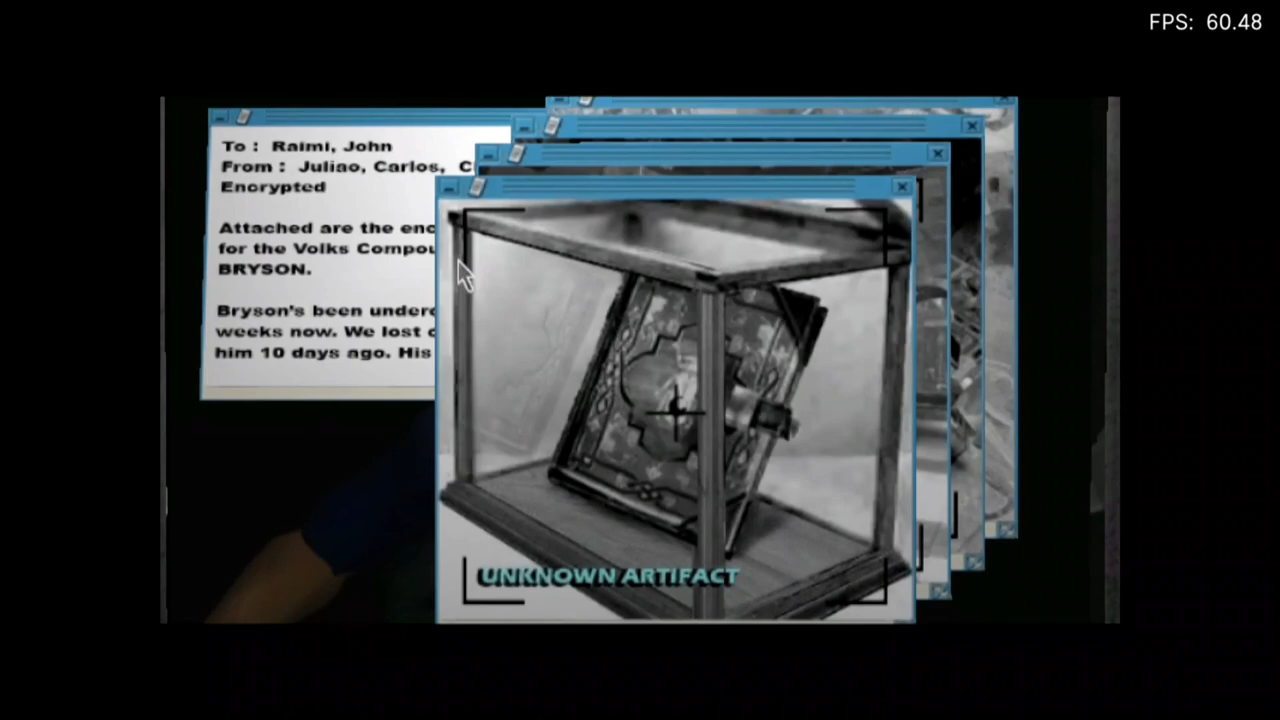 FPS: 60.48
To : Raimi, John
From : Juliao, Carlos,
Encrypted
Attached are the
for the Volks
BRYSON.
Bryson's been
weeks now. We lost
him 10 days ago. His
UNKNOWN ARTIFACT